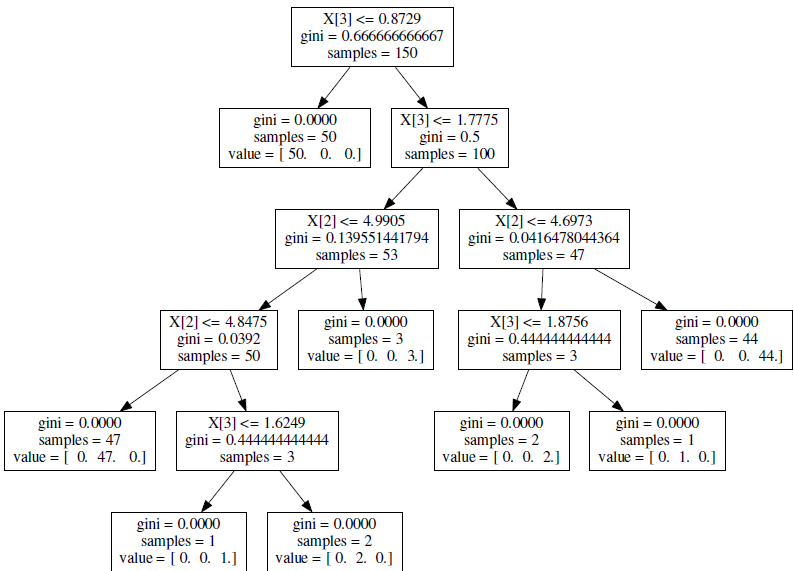 X[3] <= 0.8729
gini = 0.666666666667
samples = 150
gini = 0.0000
samples = 50
value = [ 50. 0. 0.]
X[3] <= 1.7775
gini = 0.5
samples = 100
X[2] <= 4.9905
gini = 0.139551441794
samples = 53
X[2] <= 4.6973
gini = 0.0416478044364
samples = 47
X[2] <= 4.8475
gini = 0.0392
samples = 50
gini = 0.0000
samples = 3
value = [ 0. 0. 3.]
X[3] <= 1.8756
gini = 0.444444444444
samples = 3
gini = 0.0000
samples = 44
value = [ 0. 0. 44.]
gini = 0.0000
samples = 47
value = [ 0. 47. 0.]
X[3] <= 1.6249
gini = 0.444444444444
samples = 3
gini = 0.0000
samples = 2
value = [ 0. 0. 2.]
gini = 0.0000
samples = 1
value = [ 0. 1. 0.]
gini = 0.0000
samples = 1
value = [ 0. 0. 1.]
gini = 0.0000
samples = 2
value = [ 0. 2. 0.]